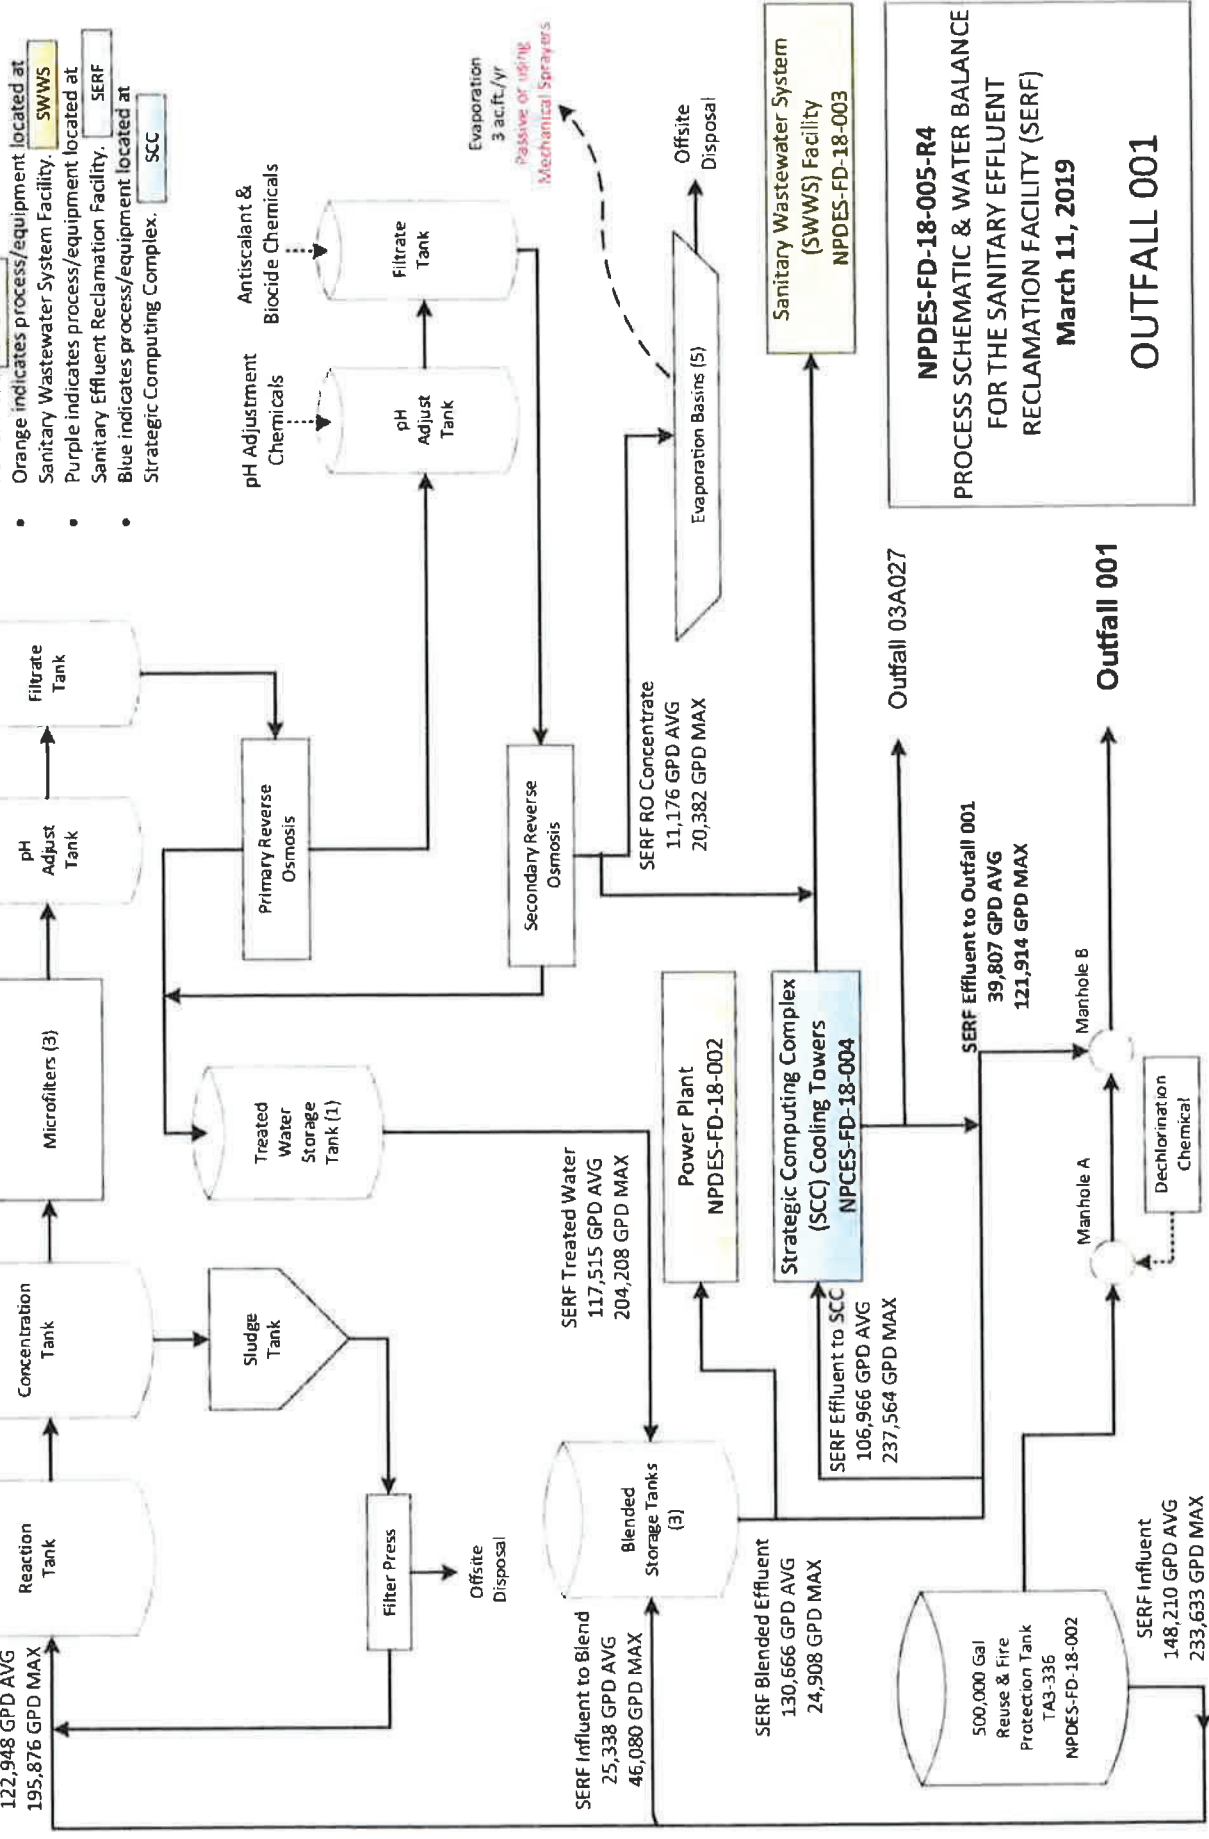 Orange indicates process/equipment located at
Sanitary Wastewater System Facility. SWWS
Purple indicates process/equipment located at
Sanitary Effluent Reclamation Facility. SERF
Blue indicates process/equipment located at
Strategic Computing Complex. SCC
122,948 GPD AVG
195,876 GPD MAX
Reaction
Tank
Concentration
Tank
Microfilters (3)
pH
Adjust
Tank
Filtrate
Tank
Sludge
Tank
Filter Press
Offsite
Disposal
Treated
Water
Storage
Tank (1)
Primary Reverse
Osmosis
pH Adjustment
Chemicals
Antiscalant &
Biocide Chemicals
pH
Adjust
Tank
Filtrate
Tank
Secondary Reverse
Osmosis
Evaporation
3 ac.ft./yr
Passive or using
Mechanical Sprayers
SERF RO Concentrate
11,176 GPD AVG
20,382 GPD MAX
Evaporation Basins (5)
Offsite
Disposal
SERF Treated Water
117,515 GPD AVG
204,208 GPD MAX
SERF Influent to Blend
25,338 GPD AVG
46,080 GPD MAX
Blended
Storage Tanks
(3)
SERF Blended Effluent
130,666 GPD AVG
24,908 GPD MAX
Power Plant
NPDES-FD-18-002
Strategic Computing Complex
(SCC) Cooling Towers
NPCES-FD-18-004
Sanitary Wastewater System
(SWWS) Facility
NPDES-FD-18-003
SERF Effluent to SCC
106,966 GPD AVG
237,564 GPD MAX
Outfall 03A027
SERF Effluent to Outfall 001
39,807 GPD AVG
121,914 GPD MAX
500,000 Gal
Reuse & Fire
Protection Tank
TA3-336
NPDES-FD-18-002
SERF Influent
148,210 GPD AVG
233,633 GPD MAX
Manhole A
Manhole B
Dechlorination
Chemical
Outfall 001
NPDES-FD-18-005-R4
PROCESS SCHEMATIC & WATER BALANCE
FOR THE SANITARY EFFLUENT
RECLAMATION FACILITY (SERF)
March 11, 2019
OUTFALL 001